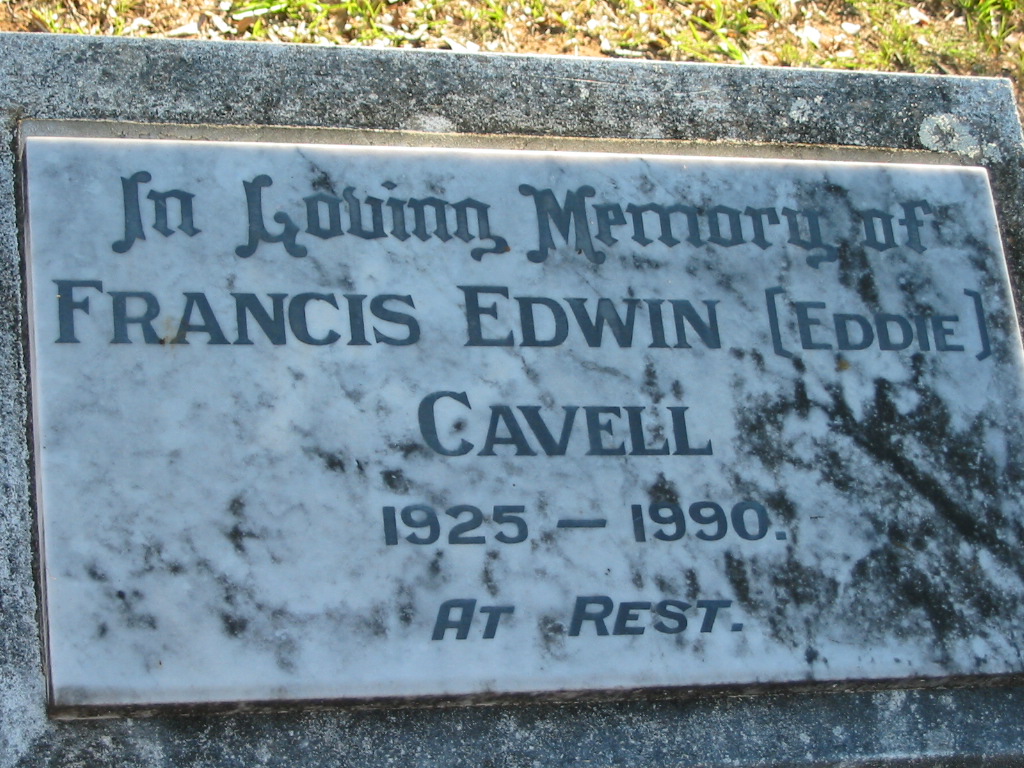 In Loving Memory of
FRANCIS EDWIN [EDDIE]
CAVELL
1925 — 1990.
AT REST.